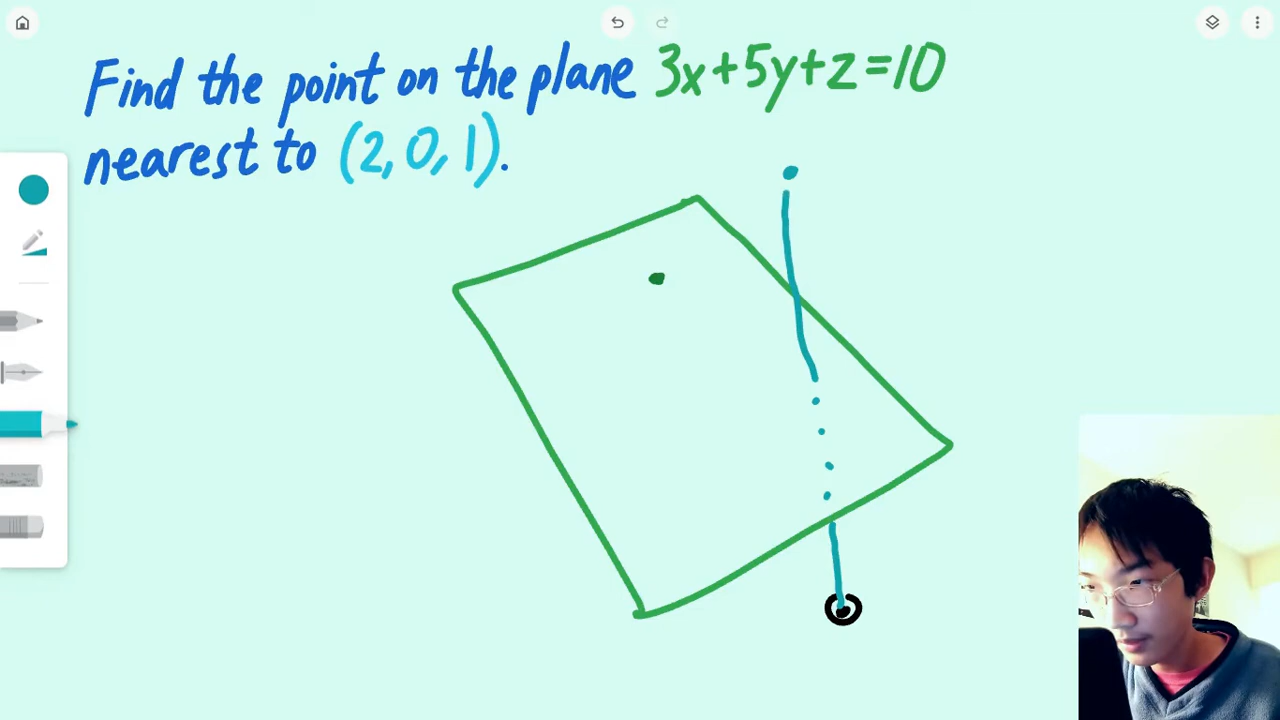 Find the point on the plane 3x+5y+z=10
nearest to (2, 0, 1).